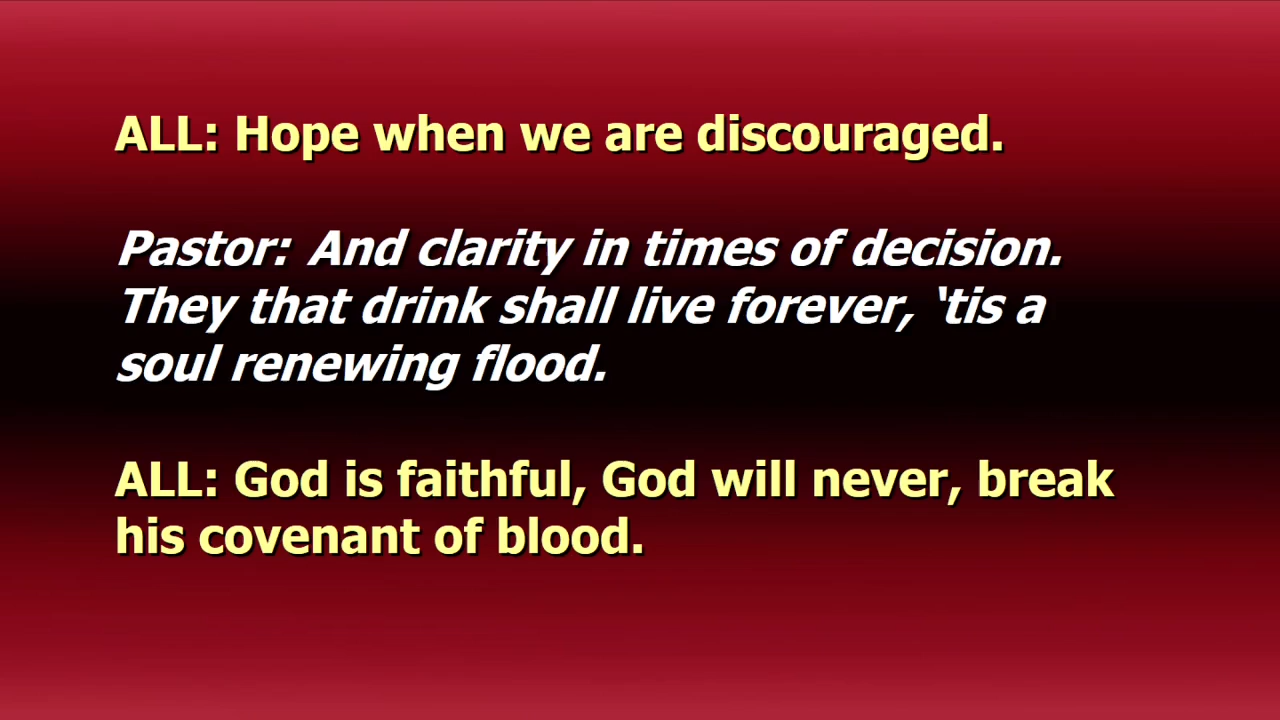 ALL: Hope when we are discouraged.
Pastor: And clarity in times of decision.
They that drink shall live forever, ‘tis a
soul renewing flood.
ALL: God is faithful, God will never, break
his covenant of blood.